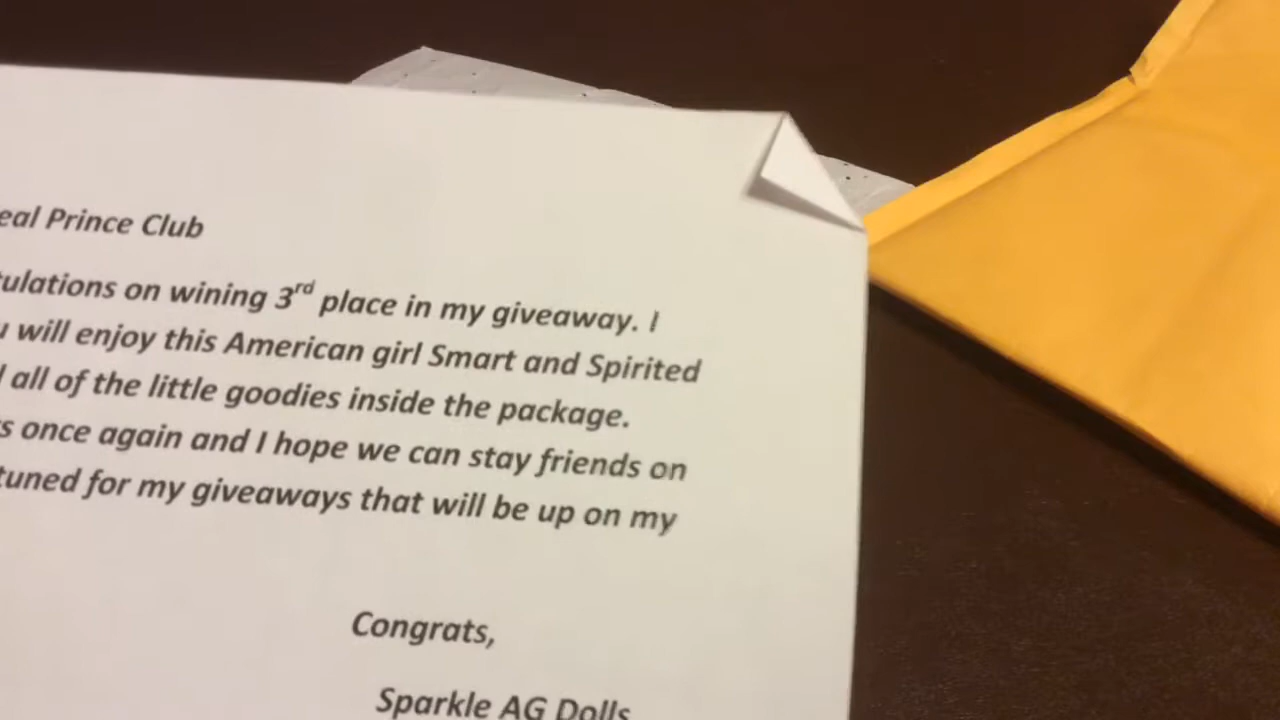 eal Prince Club
tulations on wining 3rd place in my giveaway. I
u will enjoy this American girl Smart and Spirited
all of the little goodies inside the package.
s once again and I hope we can stay friends on
tuned for my giveaways that will be up on my
Congrats,
Sparkle AG Dolls